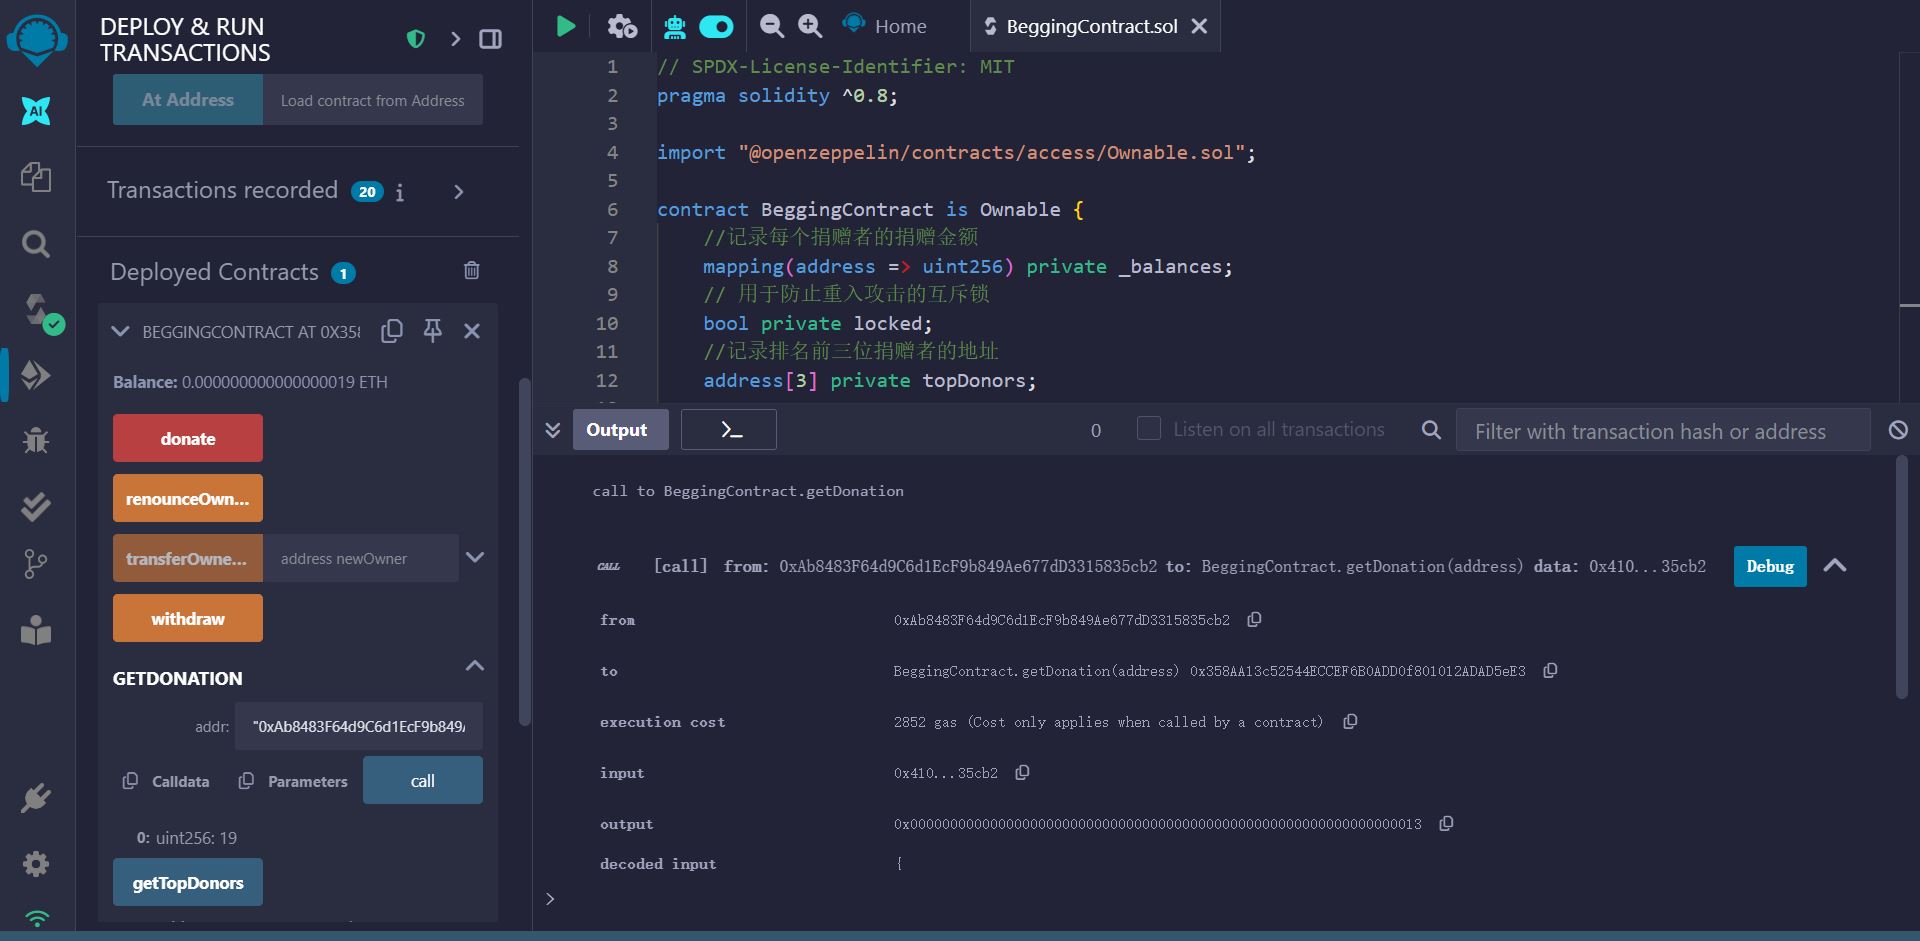 DEPLOY & RUN
TRANSACTIONS
At Address
Load contract from Address
Transactions recorded 20 i
Deployed Contracts 1
BEGGINGCONTRACT AT 0X358
Balance: 0.000000000000000019 ETH
donate
renounceOwn...
transferOwne...
address newOwner
withdraw
GETDONATION
addr:
"0xAb8483F64d9C6d1EcF9b849A
Calldata
Parameters
call
0: uint256: 19
getTopDonors
AI
Home
BeggingContract.sol
1 // SPDX-License-Identifier: MIT
2 pragma solidity ^0.8;
3
4 import "@openzeppelin/contracts/access/Ownable.sol";
5
6 contract BeggingContract is Ownable {
7 //记录每个捐赠者的捐赠金额
8 mapping(address => uint256) private _balances;
9 // 用于防止重入攻击的互斥锁
10 bool private locked;
11 //记录排名前三位捐赠者的地址
12 address[3] private topDonors;
Output
>_
0
Listen on all transactions
Filter with transaction hash or address
call to BeggingContract.getDonation
CALL [call] from: 0xAb8483F64d9C6d1EcF9b849Ae677dD3315835cb2 to: BeggingContract.getDonation(address) data: 0x410...35cb2
Debug
from 0xAb8483F64d9C6d1EcF9b849Ae677dD3315835cb2
to BeggingContract.getDonation(address) 0x358AA13c52544ECCEF6B0ADD0f801012ADAD5eE3
execution cost 2852 gas (Cost only applies when called by a contract)
input 0x410...35cb2
output 0x0000000000000000000000000000000000000000000000000000000000000013
decoded input {
>